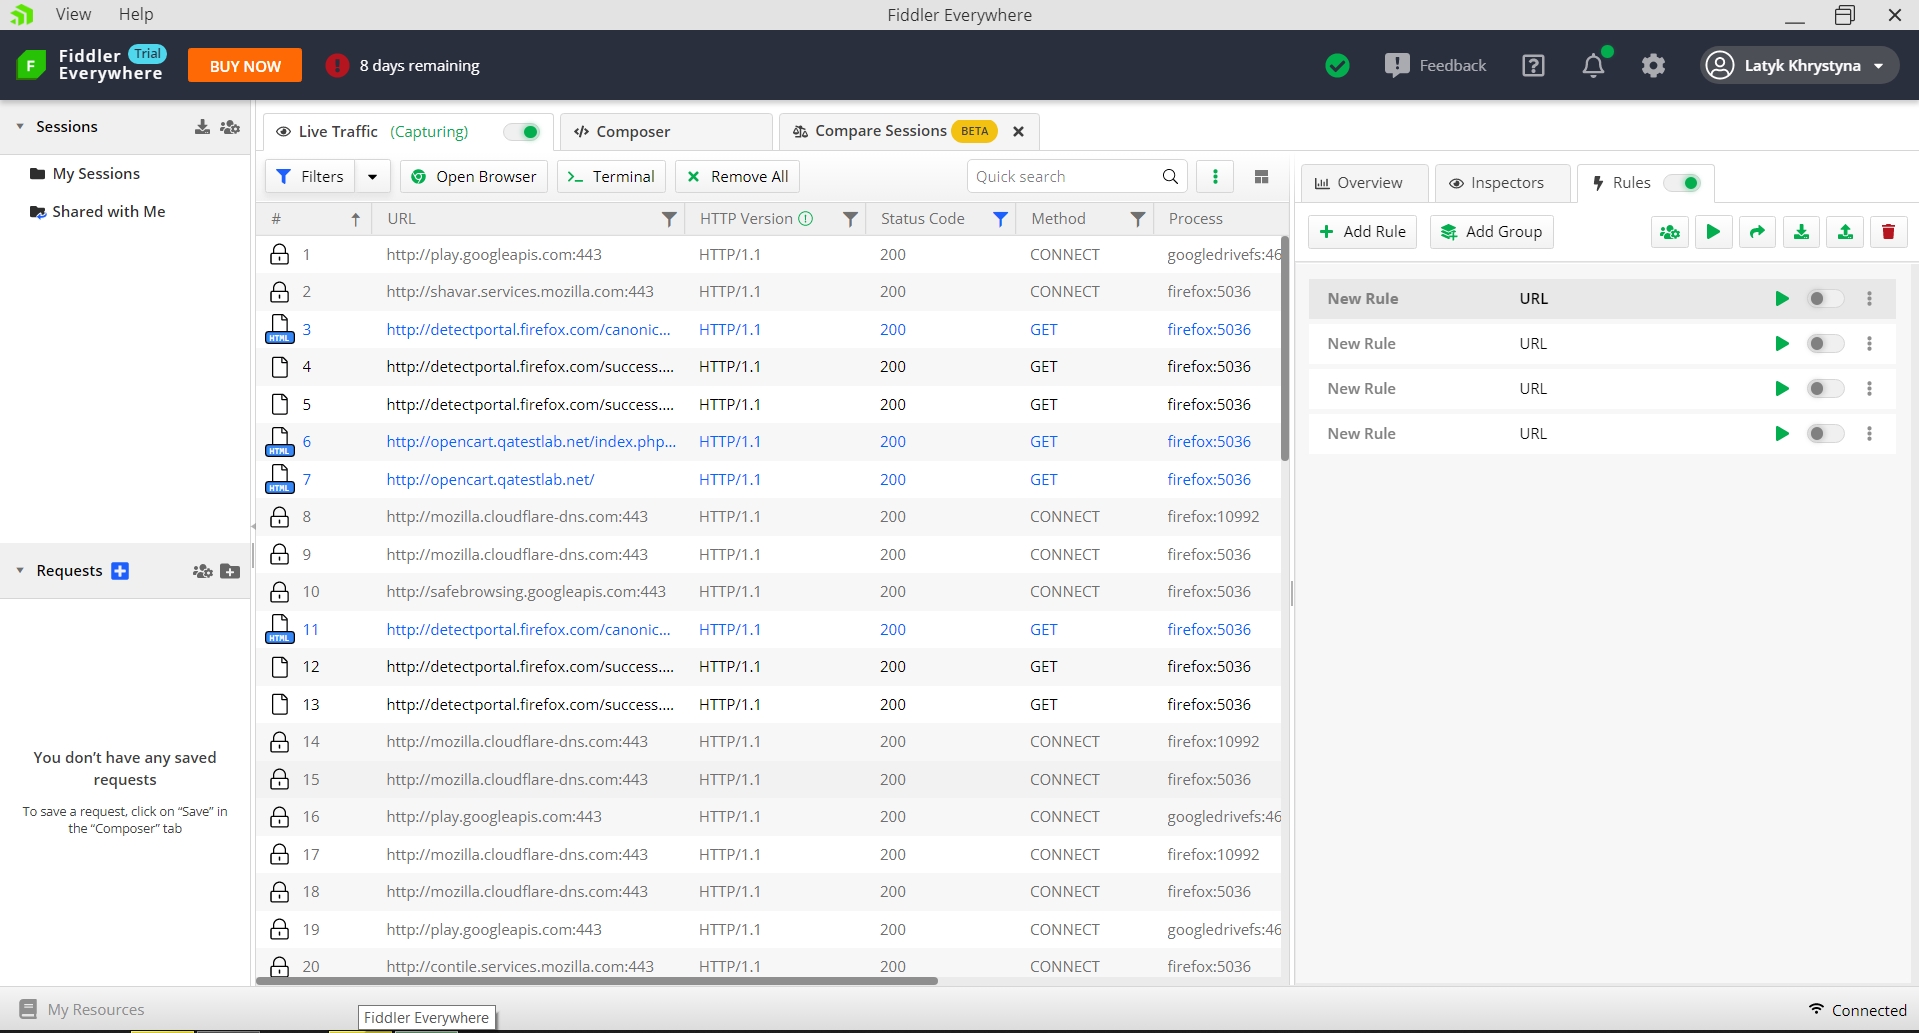 View Help Fiddler Everywhere
Fiddler Trial
Everywhere
BUY NOW 8 days remaining Feedback Latyk Khrystyna
Sessions
My Sessions
Shared with Me
Requests
You don’t have any saved
requests
To save a request, click on “Save” in
the “Composer” tab
Live Traffic (Capturing) Composer Compare Sessions BETA
Filters Open Browser Terminal Remove All Quick search
# URL HTTP Version Status Code Method Process
1 http://play.googleapis.com:443 HTTP/1.1 200 CONNECT googledrivefs:46
2 http://shavar.services.mozilla.com:443 HTTP/1.1 200 CONNECT firefox:5036
HTML 3 http://detectportal.firefox.com/canonic... HTTP/1.1 200 GET firefox:5036
4 http://detectportal.firefox.com/success.... HTTP/1.1 200 GET firefox:5036
5 http://detectportal.firefox.com/success.... HTTP/1.1 200 GET firefox:5036
HTML 6 http://opencart.qatestlab.net/index.php... HTTP/1.1 200 GET firefox:5036
HTML 7 http://opencart.qatestlab.net/ HTTP/1.1 200 GET firefox:5036
8 http://mozilla.cloudflare-dns.com:443 HTTP/1.1 200 CONNECT firefox:10992
9 http://mozilla.cloudflare-dns.com:443 HTTP/1.1 200 CONNECT firefox:5036
10 http://safebrowsing.googleapis.com:443 HTTP/1.1 200 CONNECT firefox:5036
HTML 11 http://detectportal.firefox.com/canonic... HTTP/1.1 200 GET firefox:5036
12 http://detectportal.firefox.com/success.... HTTP/1.1 200 GET firefox:5036
13 http://detectportal.firefox.com/success.... HTTP/1.1 200 GET firefox:5036
14 http://mozilla.cloudflare-dns.com:443 HTTP/1.1 200 CONNECT firefox:10992
15 http://mozilla.cloudflare-dns.com:443 HTTP/1.1 200 CONNECT firefox:5036
16 http://play.googleapis.com:443 HTTP/1.1 200 CONNECT googledrivefs:46
17 http://mozilla.cloudflare-dns.com:443 HTTP/1.1 200 CONNECT firefox:10992
18 http://mozilla.cloudflare-dns.com:443 HTTP/1.1 200 CONNECT firefox:5036
19 http://play.googleapis.com:443 HTTP/1.1 200 CONNECT googledrivefs:46
20 http://contile.services.mozilla.com:443 HTTP/1.1 200 CONNECT firefox:5036
Overview Inspectors Rules
Add Rule Add Group
New Rule URL
New Rule URL
New Rule URL
New Rule URL
My Resources Fiddler Everywhere Connected